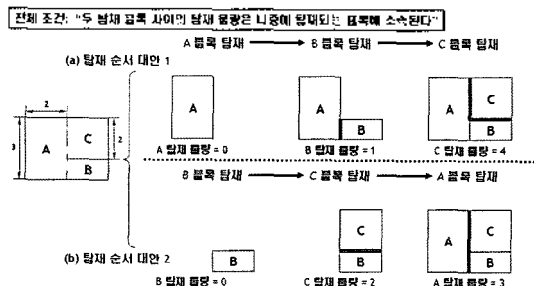 전체 조건: "두 탑재 블록 사이의 탑재 물량은 나중에 탑재되는 블록에 소속된다"
A 블록 탑재 B 블록 탑재 C 블록 탑재
(a) 탑재 순서 대안 1
2
3
A
C
B
2
A
A
B
A
C
B
A 탑재 물량 = 0
B 탑재 물량 = 1
C 탑재 물량 = 4
B 블록 탑재 C 블록 탑재 A 블록 탑재
(b) 탑재 순서 대안 2
B
C
B
A
C
B
B 탑재 물량 = 0
C 탑재 물량 = 2
A 탑재 물량 = 3